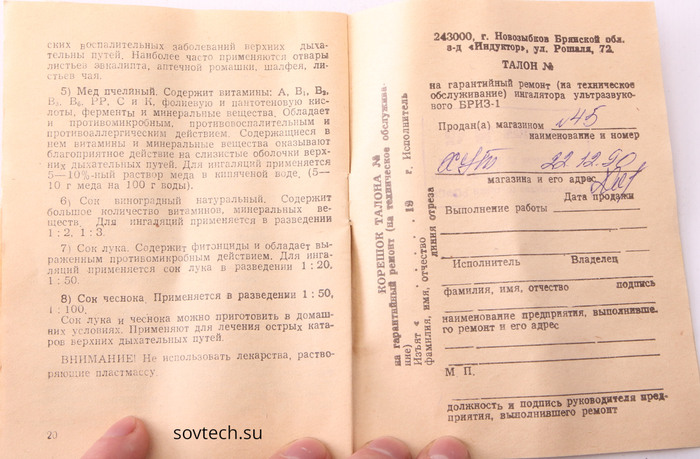 ских воспалительных заболеваний верхних дыха-
тельных путей. Наиболее часто применяются отвары
листьев эвкалипта, аптечной ромашки, шалфея, ли-
стьев чая.
5) Мед пчелиный. Содержит витамины: А, В₁, В₂,
В₃, В₆, РР, С и К, фолиевую и пантотеновую кис-
лоты, ферменты и минеральные вещества. Обладает
и противомикробным, противовоспалительным и
противоаллергическим действием. Содержащиеся в
нем витамины и минеральные вещества оказывают
благоприятное действие на слизистые оболочки верх-
них дыхательных путей. Для ингаляций применяется
5—10%-ный раствор меда в кипяченой воде, (5—
10 г меда на 100 г воды).
6) Сок виноградный натуральный. Содержит
большое количество витаминов, минеральных ве-
ществ. Для ингаляций применяется в разведении
1 : 2, 1 : 3.
7) Сок лука. Содержит фитонциды и обладает вы-
раженным противомикробным действием. Для инга-
ляций применяется сок лука в разведении 1 : 20,
1 : 50.
8) Сок чеснока. Применяется в разведении 1 : 50,
1 : 100.
Сок лука и чеснока можно приготовить в домаш-
них условиях. Применяют для лечения острых ката-
ров верхних дыхательных путей.
ВНИМАНИЕ! Не использовать лекарства, раство-
ряющие пластмассу.
20
sovtech.su
КОРЕШОК ТАЛОНА №
на гарантийный ремонт (на техническое обслужива-
ние)
Изъят « . . . . . 19 г. Исполнитель
фамилия, имя, отчество
линия отреза
243000, г. Новозыбков Брянской обл.
з-д «Индуктор», ул. Рошаля, 72.
ТАЛОН №
на гарантийный ремонт (на техническое
обслуживание) ингалятора ультразвуко-
вого БРИЗ-1
Продан(а) магазином №45
наименование и номер
22.12.90
магазина и его адрес
Дата продажи
Выполнение работы
Исполнитель Владелец
фамилия, имя, отчество подпись
наименование предприятия, выполнивше-
го ремонт и его адрес
М П.
должность и подпись руководителя пред-
приятия, выполнившего ремонт